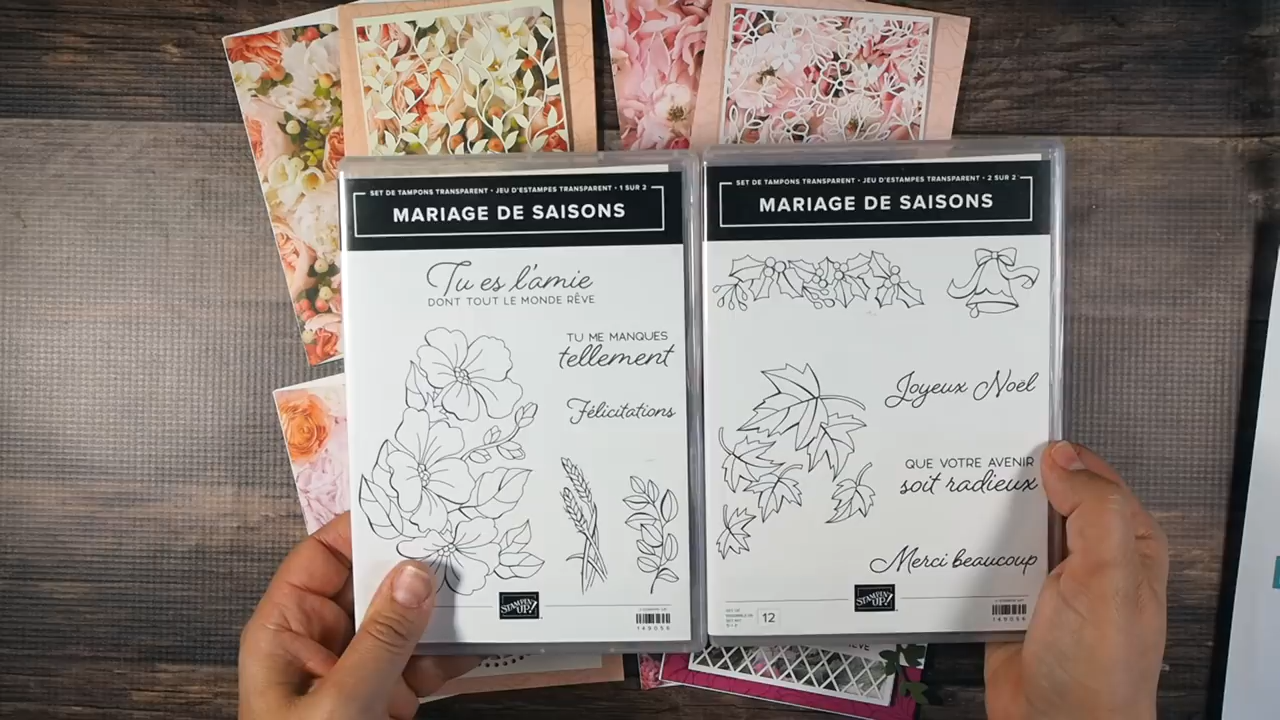 SET DE TAMPONS TRANSPARENT • JEU D'ESTAMPES TRANSPARENT • 1 SUR 2
MARIAGE DE SAISONS
Tu es l'amie
DONT TOUT LE MONDE RÊVE
TU ME MANQUES
tellement
Félicitations
STAMPIN' UP!
149056
SET DE TAMPONS TRANSPARENT • JEU D'ESTAMPES TRANSPARENT • 2 SUR 2
MARIAGE DE SAISONS
Joyeux Noël
QUE VOTRE AVENIR
soit radieux
Merci beaucoup
STAMPIN' UP!
12
149056